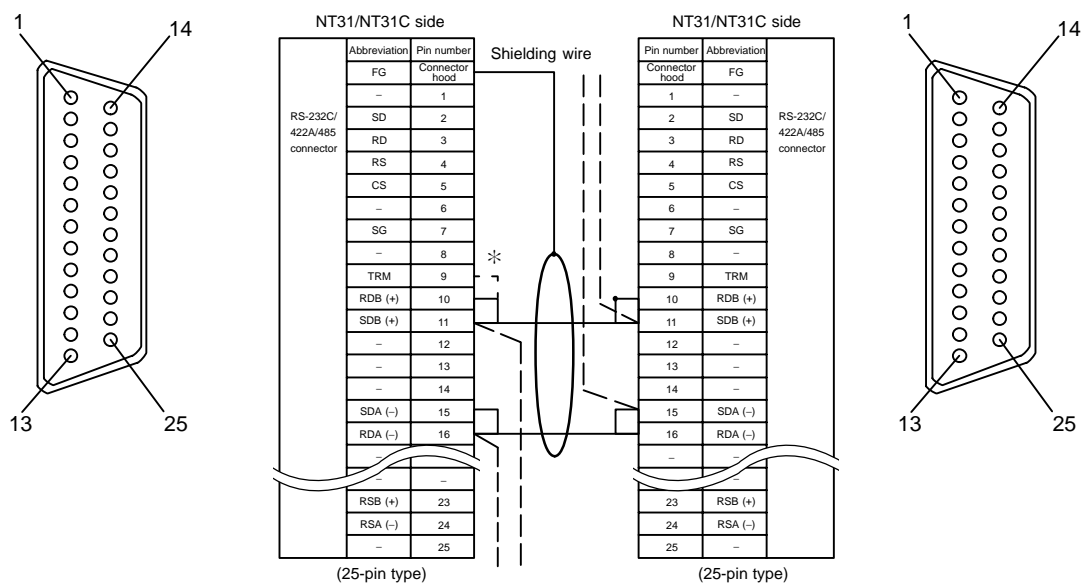 1
14
13
25
NT31/NT31C side
Abbreviation Pin number
FG Connector hood
– 1
RS-232C/ 422A/485 connector
SD 2
RD 3
RS 4
CS 5
– 6
SG 7
– 8
TRM 9
RDB (+) 10
SDB (+) 11
– 12
– 13
– 14
SDA (–) 15
RDA (–) 16
–
– –
RSB (+) 23
RSA (–) 24
– 25
(25-pin type)
Shielding wire
*
NT31/NT31C side
Pin number Abbreviation
Connector hood FG
1 –
2 SD
RS-232C/ 422A/485 connector
3 RD
4 RS
5 CS
6 –
7 SG
8 –
9 TRM
10 RDB (+)
11 SDB (+)
12 –
13 –
14 –
15 SDA (–)
16 RDA (–)
– –
– –
23 RSB (+)
24 RSA (–)
25 –
(25-pin type)
1
14
13
25